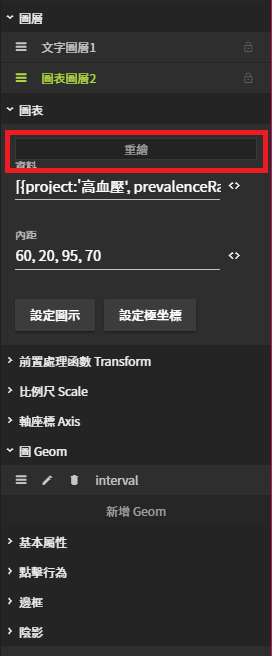 圖層
文字圖層1
圖表圖層2
圖表
重繪
資料
[{project:'高血壓', prevalenceRa
內距
60, 20, 95, 70
設定圖示 設定極坐標
前置處理函數 Transform
比例尺 Scale
軸座標 Axis
圖 Geom
interval
新增 Geom
基本屬性
點擊行為
邊框
陰影